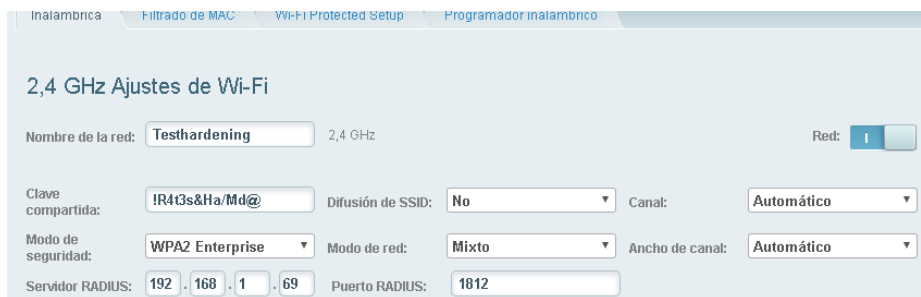 Inalámbrica Filtrado de MAC Wi-Fi Protected Setup Programador inalámbrico
2,4 GHz Ajustes de Wi-Fi
Nombre de la red: Testhardening 2,4 GHz Red: I
Clave compartida: !R4t3s&Ha/Md@ Difusión de SSID: No Canal: Automático
Modo de seguridad: WPA2 Enterprise Modo de red: Mixto Ancho de canal: Automático
Servidor RADIUS: 192 . 168 . 1 . 69 Puerto RADIUS: 1812